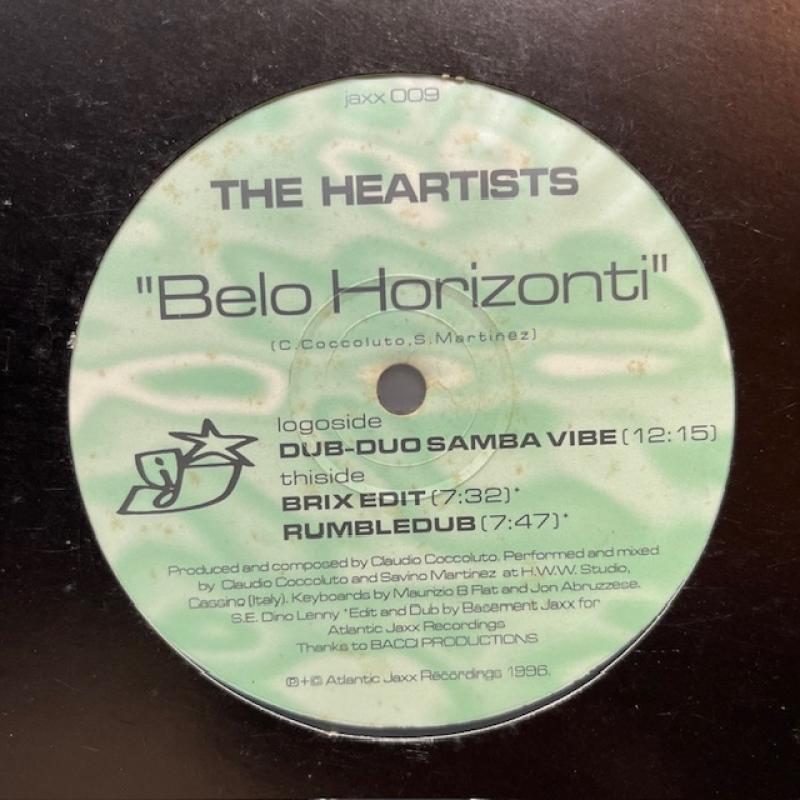 jaxx 009
THE HEARTISTS
"Belo Horizonti"
(C.Coccoluto,S.Martinez)
logoside
DUB-DUO SAMBA VIBE (12:15)
thiside
BRIX EDIT (7:32)*
RUMBLEDUB (7:47)*
Produced and composed by Claudio Coccoluto. Performed and mixed
by Claudio Coccoluto and Savino Martinez at H.W.W. Studio,
Cassino (Italy). Keyboards by Maurizio B Flat and Jon Abruzzese.
S.E. Dino Lenny *Edit and Dub by Basement Jaxx for
Atlantic Jaxx Recordings
Thanks to BACCI PRODUCTIONS
℗+© Atlantic Jaxx Recordings 1996.